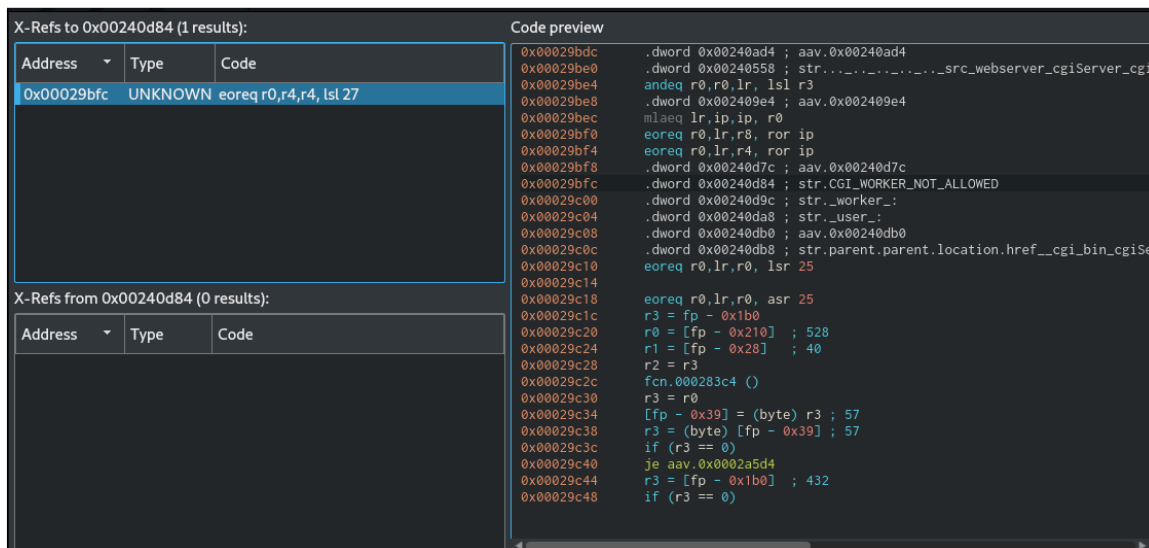 X-Refs to 0x00240d84 (1 results):
Address Type Code
0x00029bfc UNKNOWN eoreq r0,r4,r4, lsl 27
X-Refs from 0x00240d84 (0 results):
Address Type Code
Code preview
0x00029bdc .dword 0x00240ad4 ; aav.0x00240ad4
0x00029be0 .dword 0x00240558 ; str..._.._.._.._.._src_webserver_cgiServer_cgi
0x00029be4 andeq r0,r0,lr, lsl r3
0x00029be8 .dword 0x002409e4 ; aav.0x002409e4
0x00029bec mlaeq lr,ip,ip, r0
0x00029bf0 eoreq r0,lr,r8, ror ip
0x00029bf4 eoreq r0,lr,r4, ror ip
0x00029bf8 .dword 0x00240d7c ; aav.0x00240d7c
0x00029bfc .dword 0x00240d84 ; str.CGI_WORKER_NOT_ALLOWED
0x00029c00 .dword 0x00240d9c ; str._worker_:
0x00029c04 .dword 0x00240da8 ; str._user_:
0x00029c08 .dword 0x00240db0 ; aav.0x00240db0
0x00029c0c .dword 0x00240db8 ; str.parent.parent.location.href__cgi_bin_cgiSe
0x00029c10 eoreq r0,lr,r0, lsr 25
0x00029c14
0x00029c18 eoreq r0,lr,r0, asr 25
0x00029c1c r3 = fp - 0x1b0
0x00029c20 r0 = [fp - 0x210] ; 528
0x00029c24 r1 = [fp - 0x28] ; 40
0x00029c28 r2 = r3
0x00029c2c fcn.000283c4 ()
0x00029c30 r3 = r0
0x00029c34 [fp - 0x39] = (byte) r3 ; 57
0x00029c38 r3 = (byte) [fp - 0x39] ; 57
0x00029c3c if (r3 == 0)
0x00029c40 je aav.0x0002a5d4
0x00029c44 r3 = [fp - 0x1b0] ; 432
0x00029c48 if (r3 == 0)